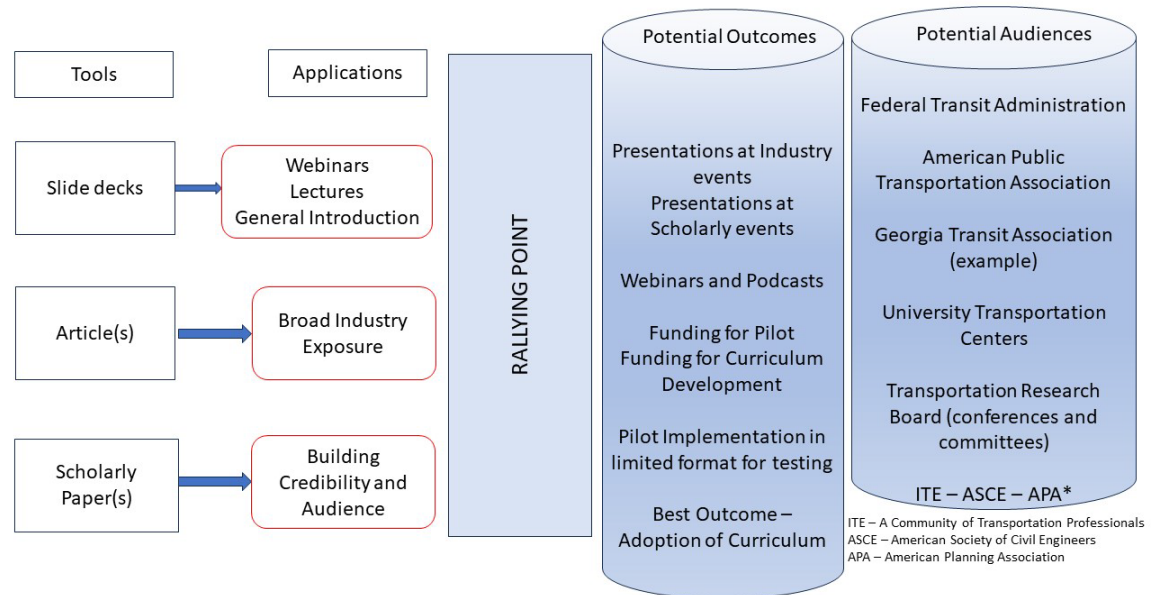 Tools
Applications
Slide decks
Webinars
Lectures
General Introduction
Article(s)
Broad Industry
Exposure
Scholarly
Paper(s)
Building
Credibility and
Audience
RALLYING POINT
Potential Outcomes
Presentations at Industry
events
Presentations at
Scholarly events
Webinars and Podcasts
Funding for Pilot
Funding for Curriculum
Development
Pilot Implementation in
limited format for testing
Best Outcome –
Adoption of Curriculum
Potential Audiences
Federal Transit Administration
American Public
Transportation Association
Georgia Transit Association
(example)
University Transportation
Centers
Transportation Research
Board (conferences and
committees)
ITE – ASCE – APA*
ITE – A Community of Transportation Professionals
ASCE – American Society of Civil Engineers
APA – American Planning Association